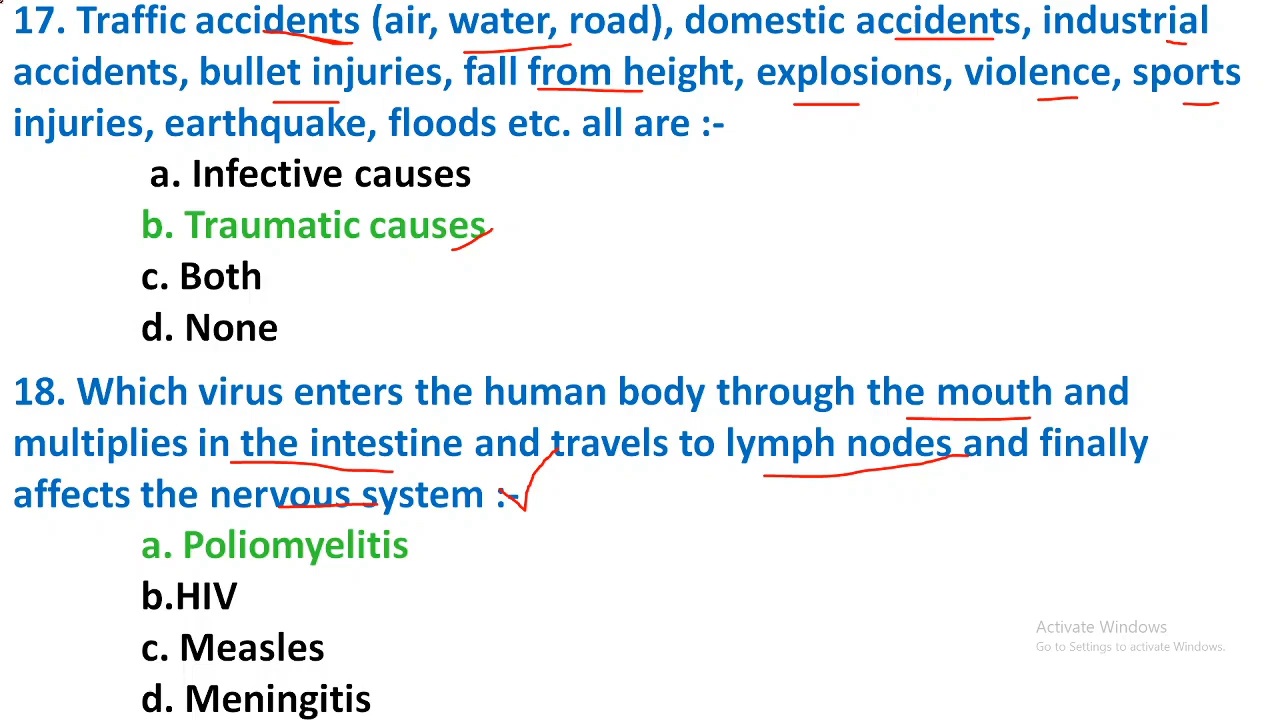 17. Traffic accidents (air, water, road), domestic accidents, industrial
accidents, bullet injuries, fall from height, explosions, violence, sports
injuries, earthquake, floods etc. all are :-
a. Infective causes
b. Traumatic causes
c. Both
d. None
18. Which virus enters the human body through the mouth and
multiplies in the intestine and travels to lymph nodes and finally
affects the nervous system :-
a. Poliomyelitis
b.HIV
c. Measles
d. Meningitis
Activate Windows
Go to Settings to activate Windows.